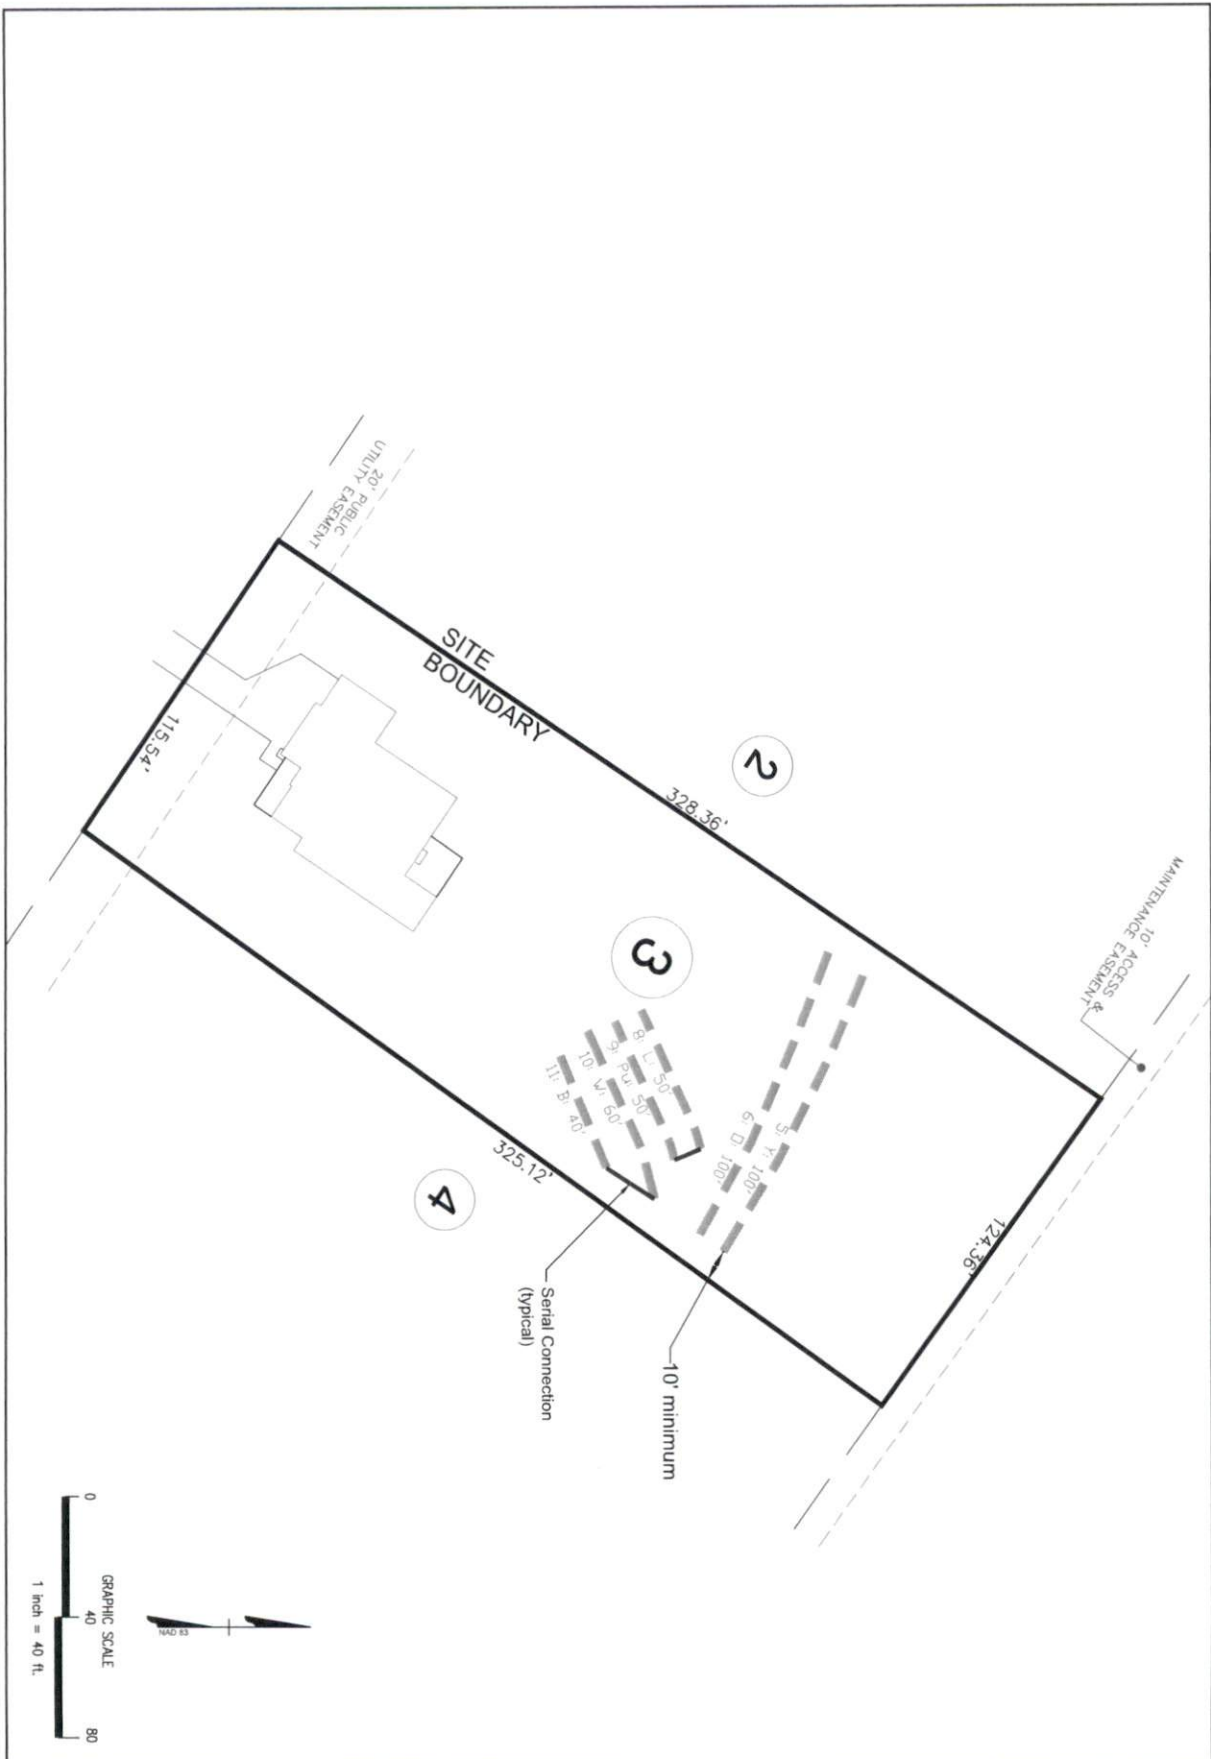 10' ACCESS &
MAINTENANCE EASEMENT
124.36'
2
328.36'
SITE
BOUNDARY
20' PUBLIC
UTILITY EASEMENT
5: Y: 100'
6: O: 100'
10' minimum
3
8: L: 50'
9: Pu: 50'
10: W: 60'
11: B: 40'
Serial Connection
(typical)
325.12'
4
115.54'
NAD 83
GRAPHIC SCALE
0
40
80
1 inch = 40 ft.